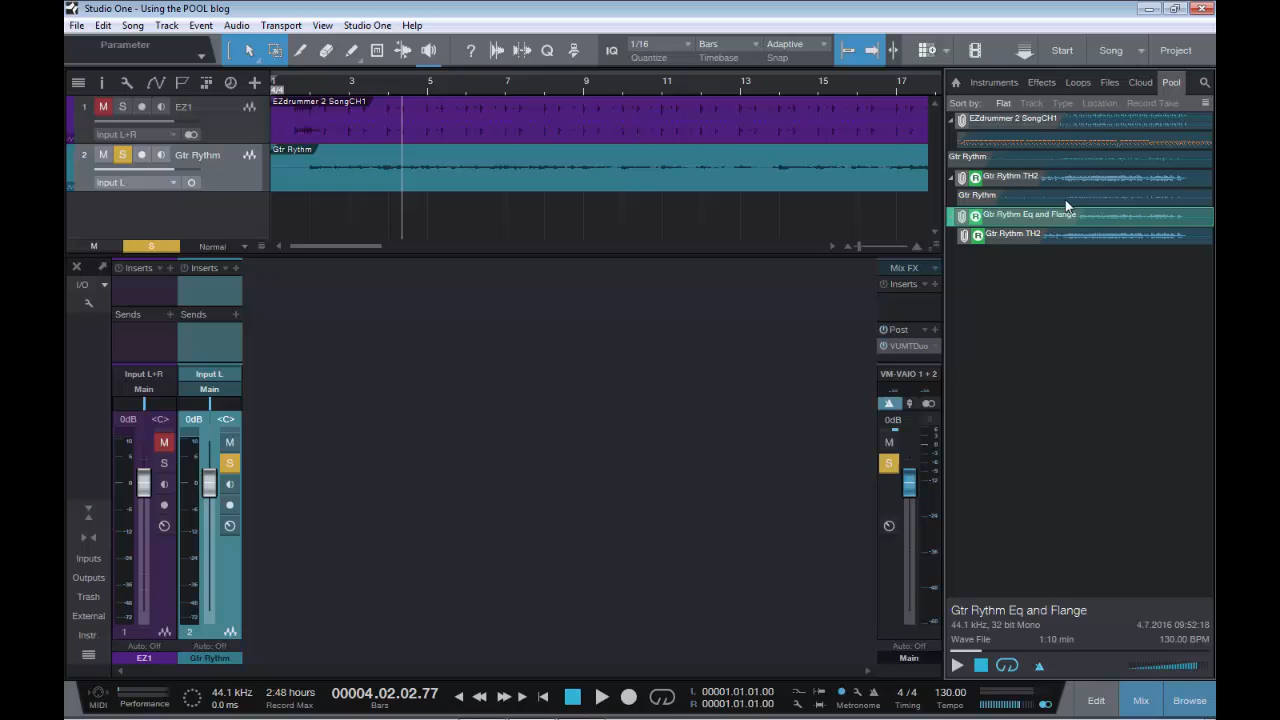 Studio One - Using the POOL blog
File Edit Song Track Event Audio Transport View Studio One Help
Parameter
IQ 1/16 Quantize Bars Timebase Adaptive Snap Start Song Project
1 3 5 7 9 11 13 15 17
4/4
1 M S EZ1
Input L+R
2 M S Gtr Rhythm
Input L
EZdrummer 2 SongCH1
Gtr Rhythm
M S Normal
Instruments Effects Loops Files Cloud Pool
Sort by: Flat Track Type Location Record Take
EZdrummer 2 SongCH1
Gtr Rythm
R Gtr Rythm TH2
Gtr Rythm
R Gtr Rythm Eq and Flange
R Gtr Rythm TH2
I/O
Inserts Inserts
Sends Sends
Input L+R Input L
Main Main
0dB <C> 0dB <C>
M M
S S
1 2
Auto: Off Auto: Off
EZ1 Gtr Rhythm
Inputs
Outputs
Trash
External
Instr.
Mix FX
Inserts
Post
VUMTDuo
VM-VAIO 1 + 2
0dB
M
S
Auto: Off
Main
Gtr Rythm Eq and Flange
44.1 kHz, 32 bit Mono 4.7.2016 09:52:18
Wave File 1:10 min 130.00 BPM
MIDI Performance
44.1 kHz 2:48 hours 00004.02.02.77
0.0 ms Record Max Bars
L 00001.01.01.00
R 00001.01.01.00
Metronome
4 / 4 130.00
Timing Tempo
Edit Mix Browse